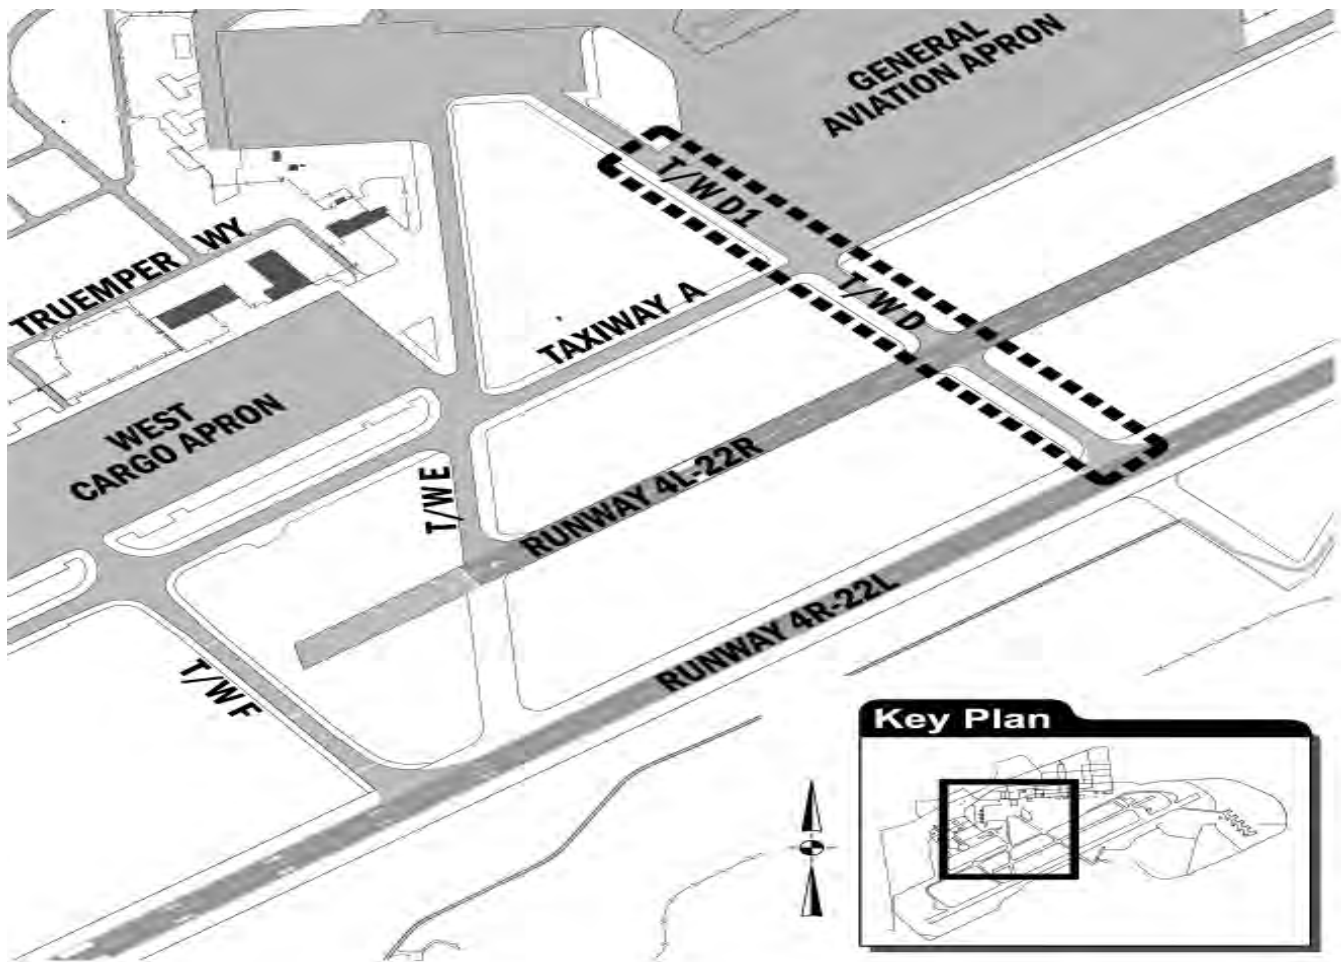 GENERAL
AVIATION APRON
T/W D1
TRUEMPER WY
T/W D
TAXIWAY A
WEST
CARGO APRON
T/W E
RUNWAY 4L-22R
RUNWAY 4R-22L
T/W F
Key Plan